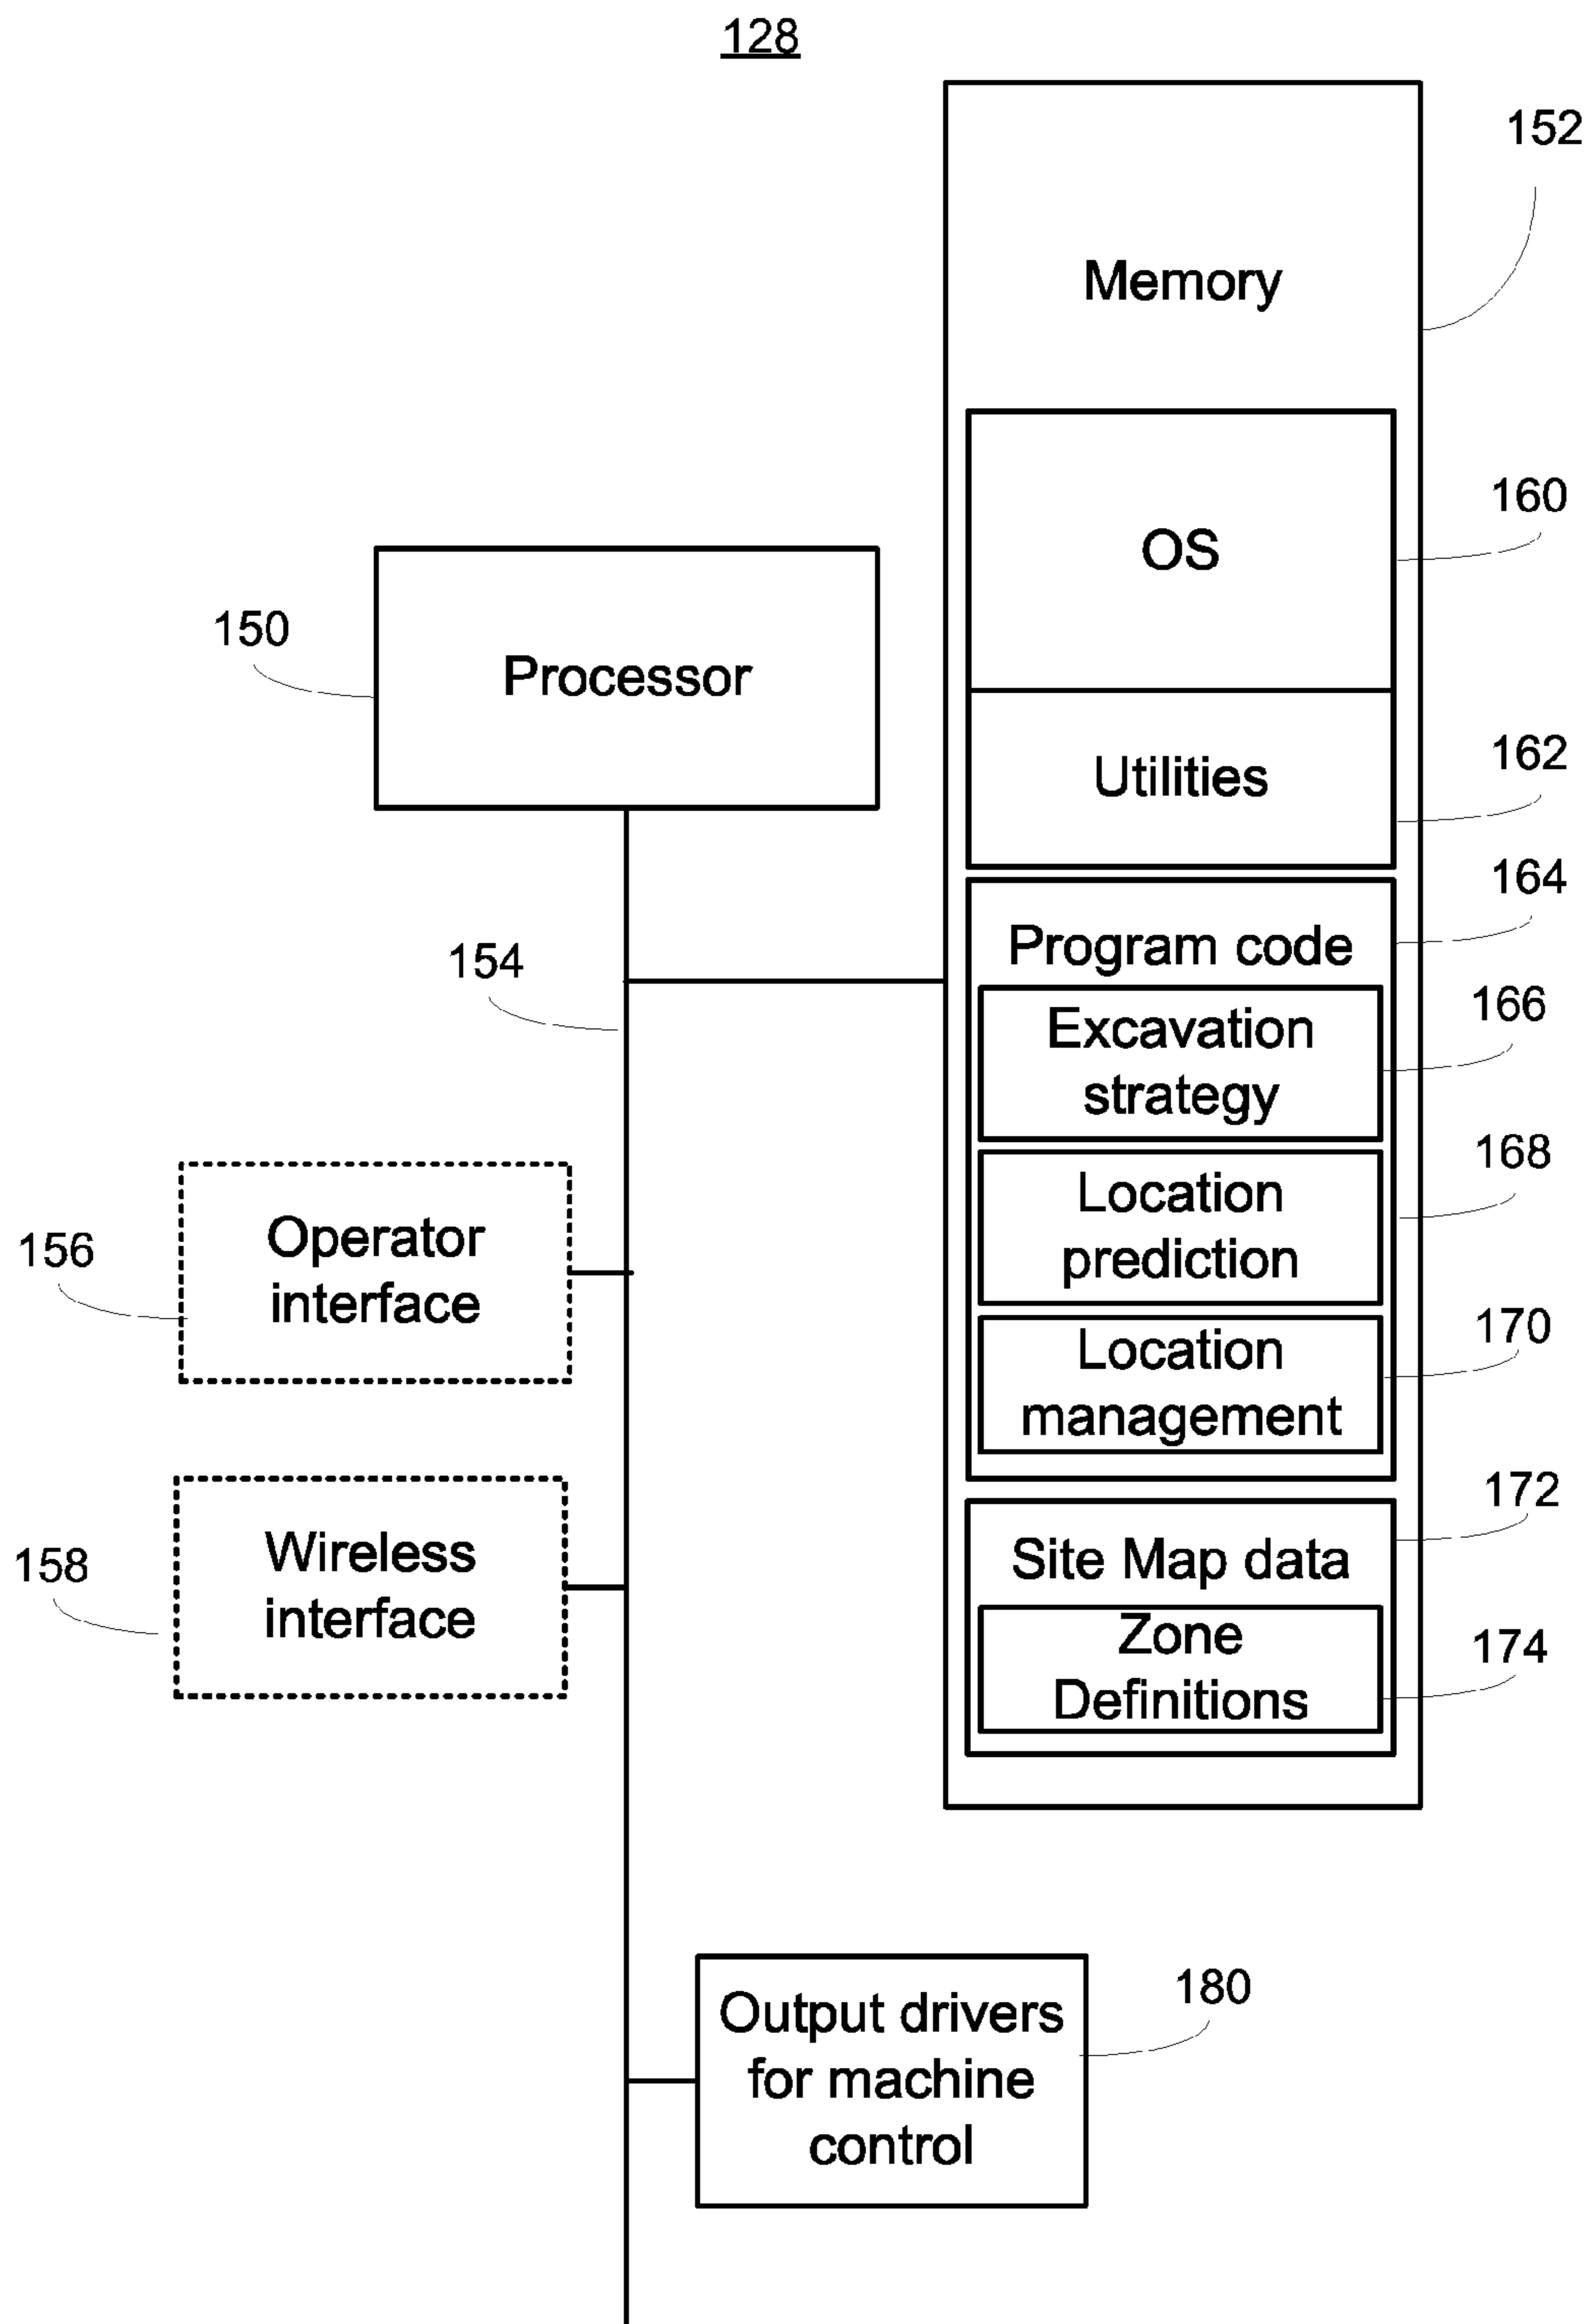 128
152
Memory
OS
160
150
Processor
Utilities
162
164
Program code
154
166
Excavation
strategy
168
Location
prediction
Operator
interface
156
170
Location
management
172
Site Map data
Wireless
interface
158
Zone
Definitions
174
180
Output drivers
for machine
control